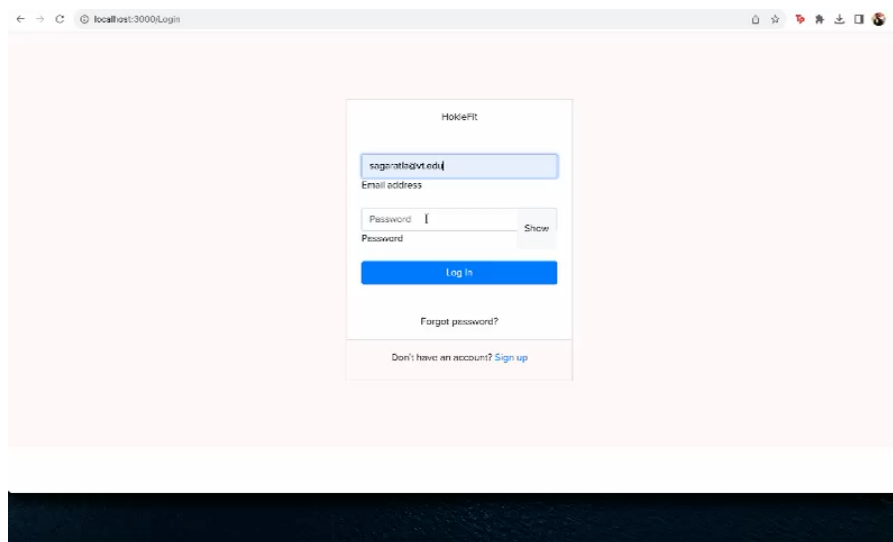 localhost:3000/Login
HokieFit
sagaratla@vt.edu
Email address
Password
Show
Password
Log In
Forgot password?
Don't have an account? Sign up